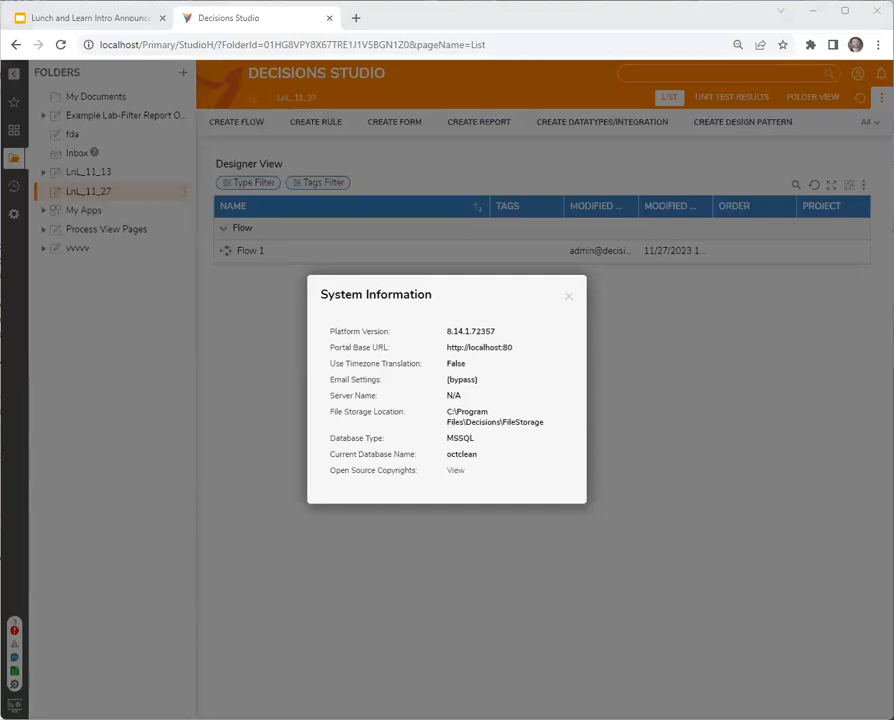 Lunch and Learn Intro Announce
Decisions Studio
localhost/Primary/StudioH/?FolderId=01HG8VPY8X67TRE1J1V5BGN1Z0&pageName=List
FOLDERS
My Documents
Example Lab-Filter Report O...
fda
Inbox
LnL_11_13
LnL_11_27
My Apps
Process View Pages
vvvvv
DECISIONS STUDIO
LnL_11_27
LIST
UNIT TEST RESULTS
FOLDER VIEW
CREATE FLOW
CREATE RULE
CREATE FORM
CREATE REPORT
CREATE DATATYPES/INTEGRATION
CREATE DESIGN PATTERN
All
Designer View
Type Filter
Tags Filter
NAME
TAGS
MODIFIED ...
MODIFIED ...
ORDER
PROJECT
Flow
Flow 1
admin@decisi...
11/27/2023 1...
System Information
Platform Version: 8.14.1.72357
Portal Base URL: http://localhost:80
Use Timezone Translation: False
Email Settings: [bypass]
Server Name: N/A
File Storage Location: C:\Program
Files\Decisions\FileStorage
Database Type: MSSQL
Current Database Name: octclean
Open Source Copyrights: View